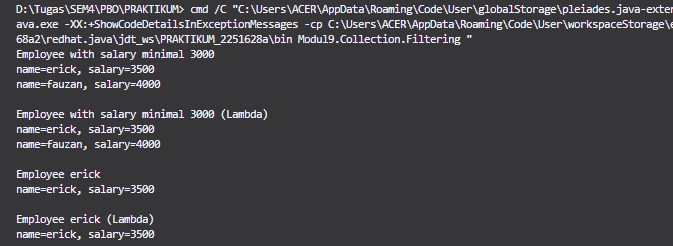 D:\Tugas\SEM4\PBO\PRAKTIKUM> cmd /C "C:\Users\ACER\AppData\Roaming\Code\User\globalStorage\pleiades.java-exter
ava.exe -XX:+ShowCodeDetailsInExceptionMessages -cp C:\Users\ACER\AppData\Roaming\Code\User\workspaceStorage\e
68a2\redhat.java\jdt_ws\PRAKTIKUM_2251628a\bin Modul9.Collection.Filtering "
Employee with salary minimal 3000
name=erick, salary=3500
name=fauzan, salary=4000
Employee with salary minimal 3000 (Lambda)
name=erick, salary=3500
name=fauzan, salary=4000
Employee erick
name=erick, salary=3500
Employee erick (Lambda)
name=erick, salary=3500